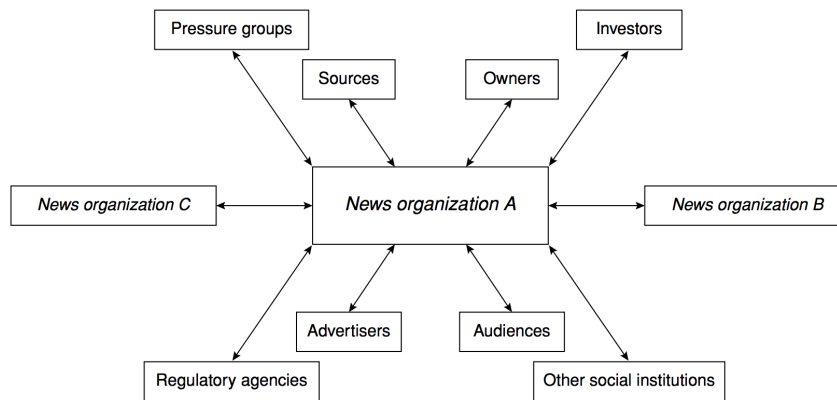 Pressure groups
Investors
Sources
Owners
News organization C
News organization A
News organization B
Advertisers
Audiences
Regulatory agencies
Other social institutions